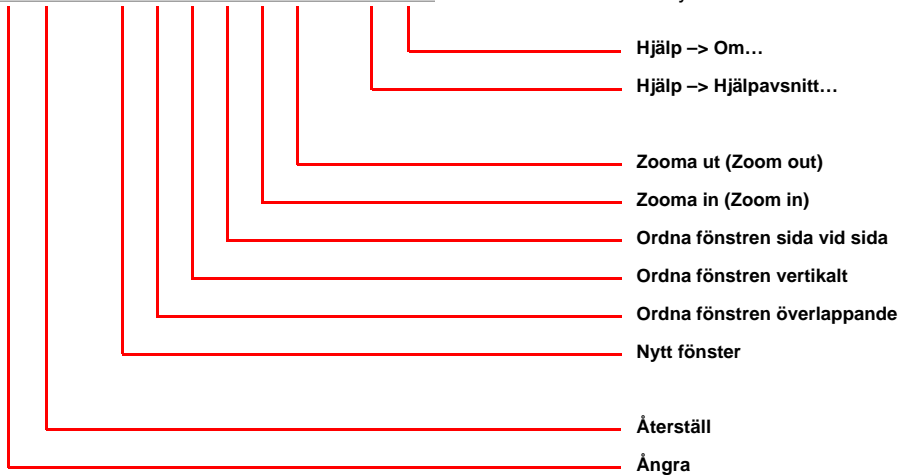 Hjälp –> Om…
Hjälp –> Hjälpavsnitt…
Zooma ut (Zoom out)
Zooma in (Zoom in)
Ordna fönstren sida vid sida
Ordna fönstren vertikalt
Ordna fönstren överlappande
Nytt fönster
Återställ
Ångra